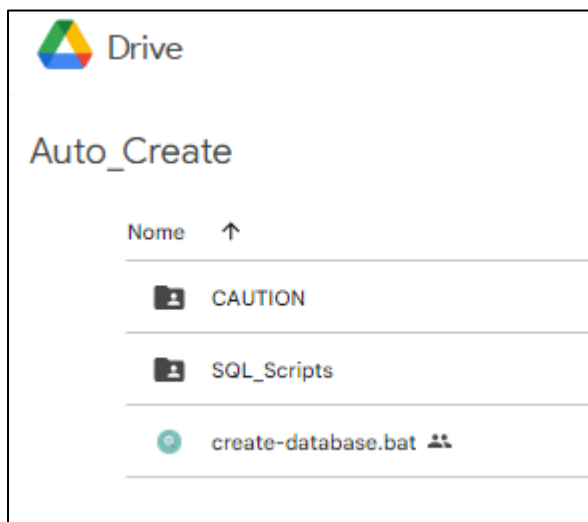 Drive
Auto_Create
Nome
CAUTION
SQL_Scripts
create-database.bat